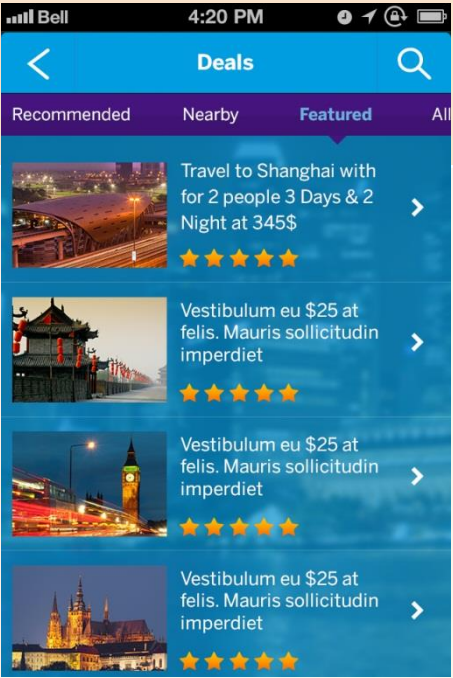 Bell 4:20 PM
Deals
Recommended Nearby Featured All
Travel to Shanghai with
for 2 people 3 Days & 2
Night at 345$
Vestibulum eu $25 at
felis. Mauris sollicitudin
imperdiet
Vestibulum eu $25 at
felis. Mauris sollicitudin
imperdiet
Vestibulum eu $25 at
felis. Mauris sollicitudin
imperdiet